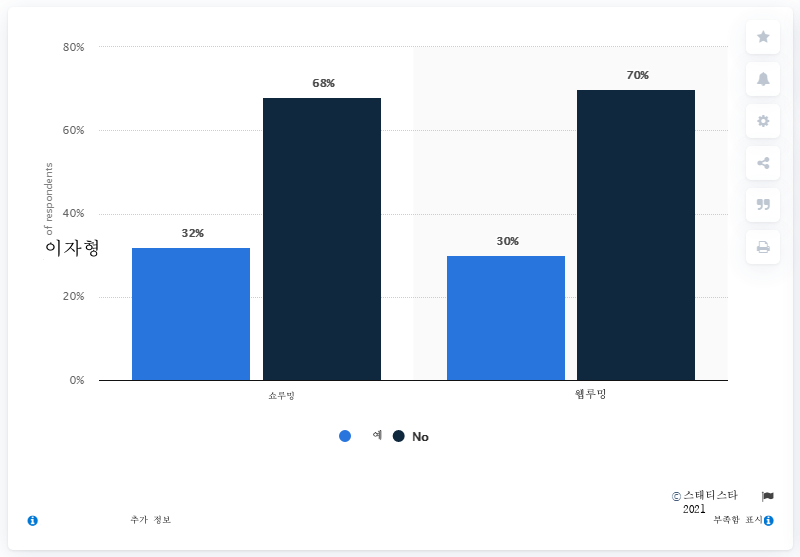 80%
68%
70%
60%
of respondents
40%
이자형
32%
30%
20%
0%
쇼루밍
웹루밍
예
No
© 스태티스타
2021
추가 정보
부족함 표시